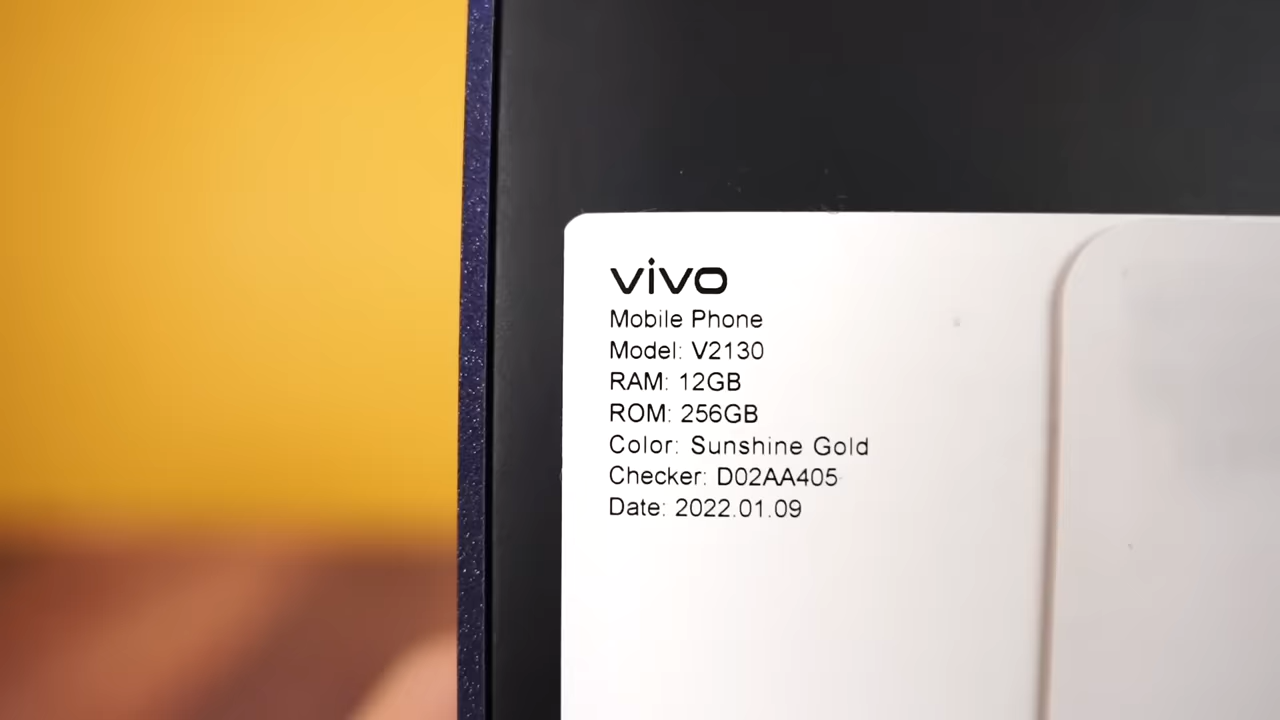 vivo
Mobile Phone
Model: V2130
RAM: 12GB
ROM: 256GB
Color: Sunshine Gold
Checker: D02AA405
Date: 2022.01.09